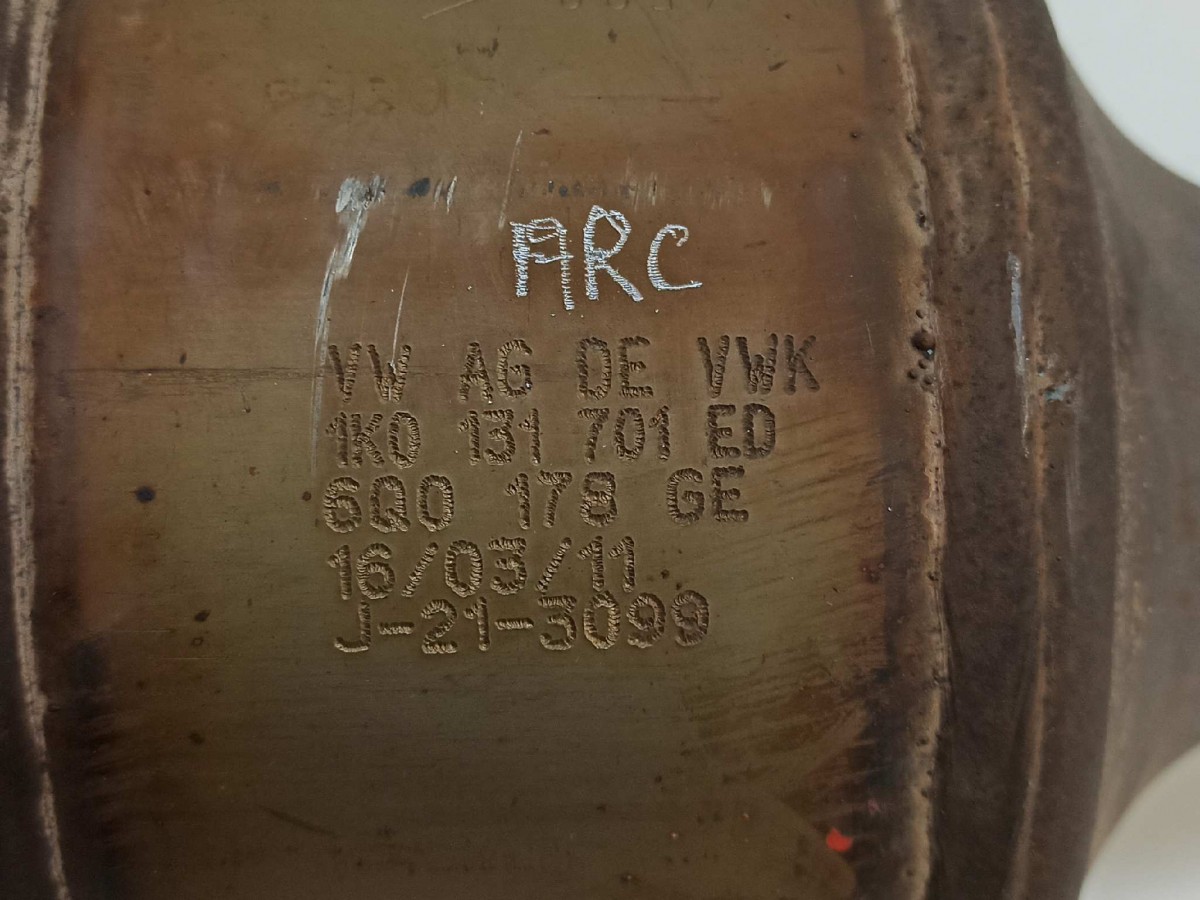 ARC
VW AG DE VWK
1K0 131 701 ED
6Q0 178 GE
16/03/11
J-21-3099